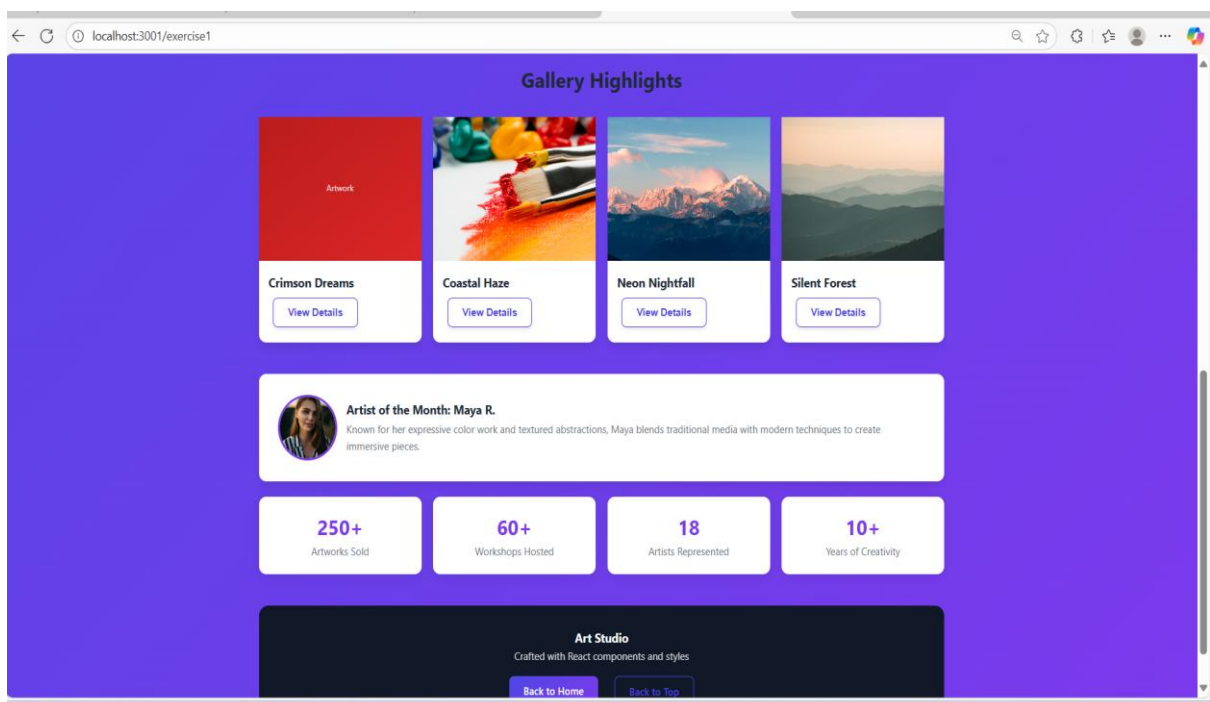 localhost:3001/exercise1
Gallery Highlights
Artwork
Crimson Dreams
View Details
Coastal Haze
View Details
Neon Nightfall
View Details
Silent Forest
View Details
Artist of the Month: Maya R.
Known for her expressive color work and textured abstractions, Maya blends traditional media with modern techniques to create
immersive pieces.
250+
Artworks Sold
60+
Workshops Hosted
18
Artists Represented
10+
Years of Creativity
Art Studio
Crafted with React components and styles
Back to Home
Back to Top